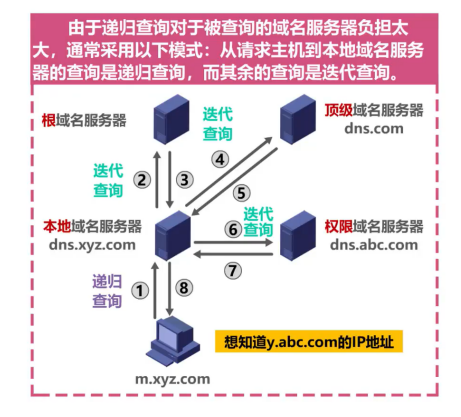 由于递归查询对于被查询的域名服务器负担太
大，通常采用以下模式：从请求主机到本地域名服务
器的查询是递归查询，而其余的查询是迭代查询。
根域名服务器
迭代
查询
顶级域名服务器
dns.com
迭代
查询
②
③
④
⑤
本地域名服务器
dns.xyz.com
迭代
查询
⑥
⑦
权限域名服务器
dns.abc.com
递归
查询
①
⑧
想知道y.abc.com的IP地址
m.xyz.com